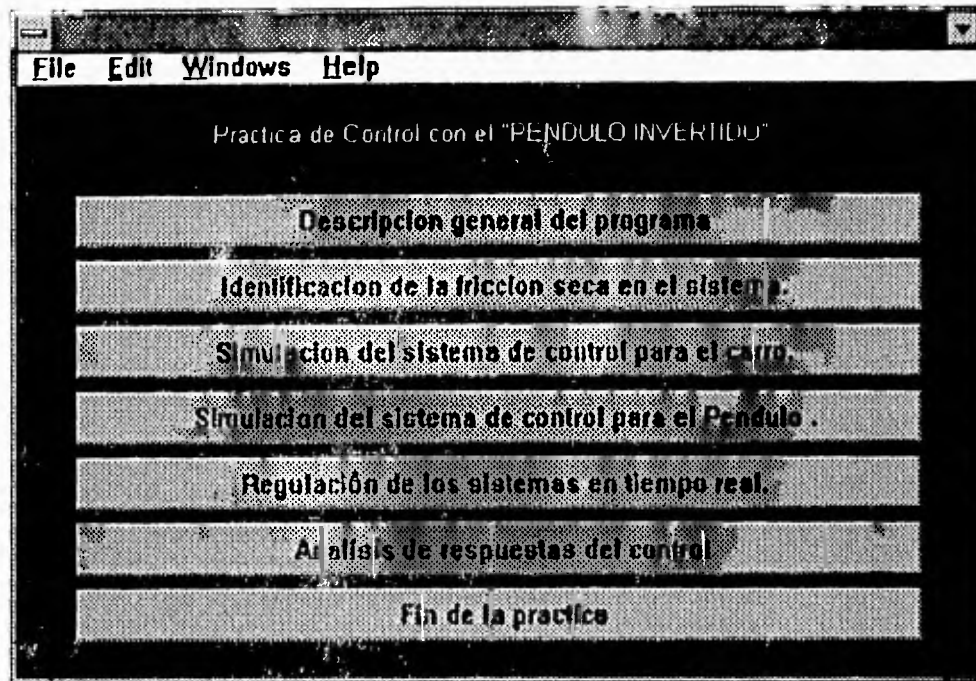 File Edit Windows Help
Practica de Control con el "PENDULO INVERTIDO"
Descripcion general del programa
Identificacion de la friccion seca en el sistema.
Simulacion del sistema de control para el carro.
Simulacion del sistema de control para el Pendulo .
Regulación de los sistemas en tiempo real.
Analisis de respuestas del control
Fin de la practica